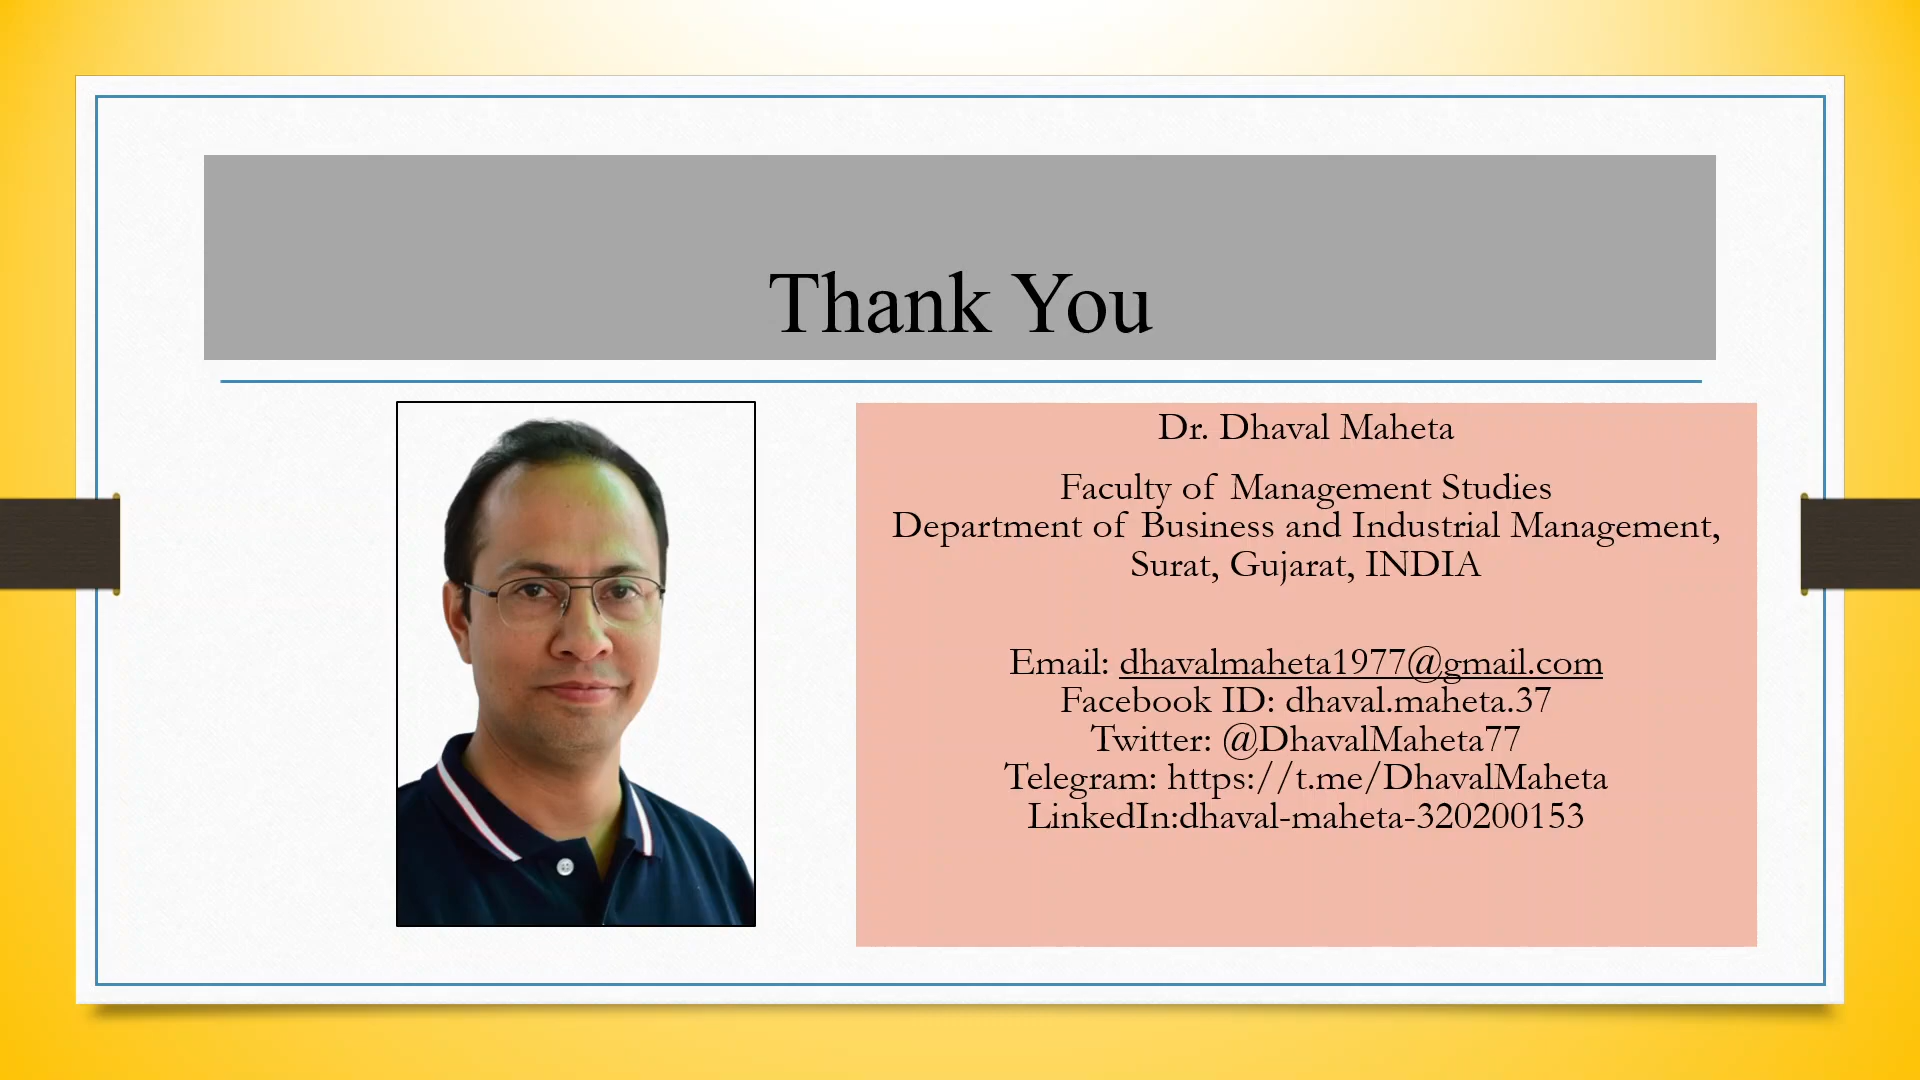 Thank You
Dr. Dhaval Maheta
Faculty of Management Studies
Department of Business and Industrial Management,
Surat, Gujarat, INDIA
Email: dhavalmaheta1977@gmail.com
Facebook ID: dhaval.maheta.37
Twitter: @DhavalMaheta77
Telegram: https://t.me/DhavalMaheta
LinkedIn:dhaval-maheta-320200153